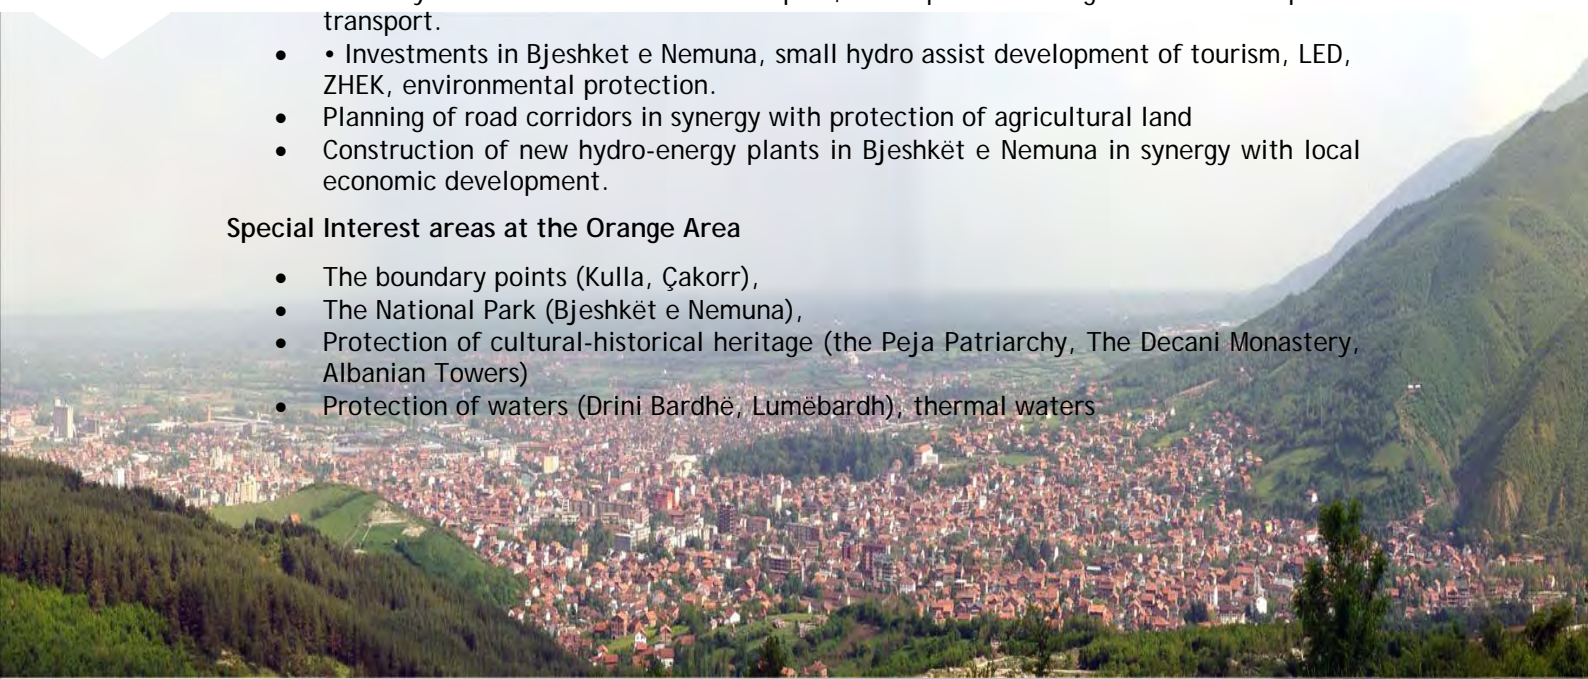 transport.
• • Investments in Bjeshket e Nemuna, small hydro assist development of tourism, LED,
ZHEK, environmental protection.
• Planning of road corridors in synergy with protection of agricultural land
• Construction of new hydro-energy plants in Bjeshkët e Nemuna in synergy with local
economic development.
Special Interest areas at the Orange Area
• The boundary points (Kulla, Çakorr),
• The National Park (Bjeshkët e Nemuna),
• Protection of cultural-historical heritage (the Peja Patriarchy, The Decani Monastery,
Albanian Towers)
• Protection of waters (Drini Bardhë, Lumëbardh), thermal waters